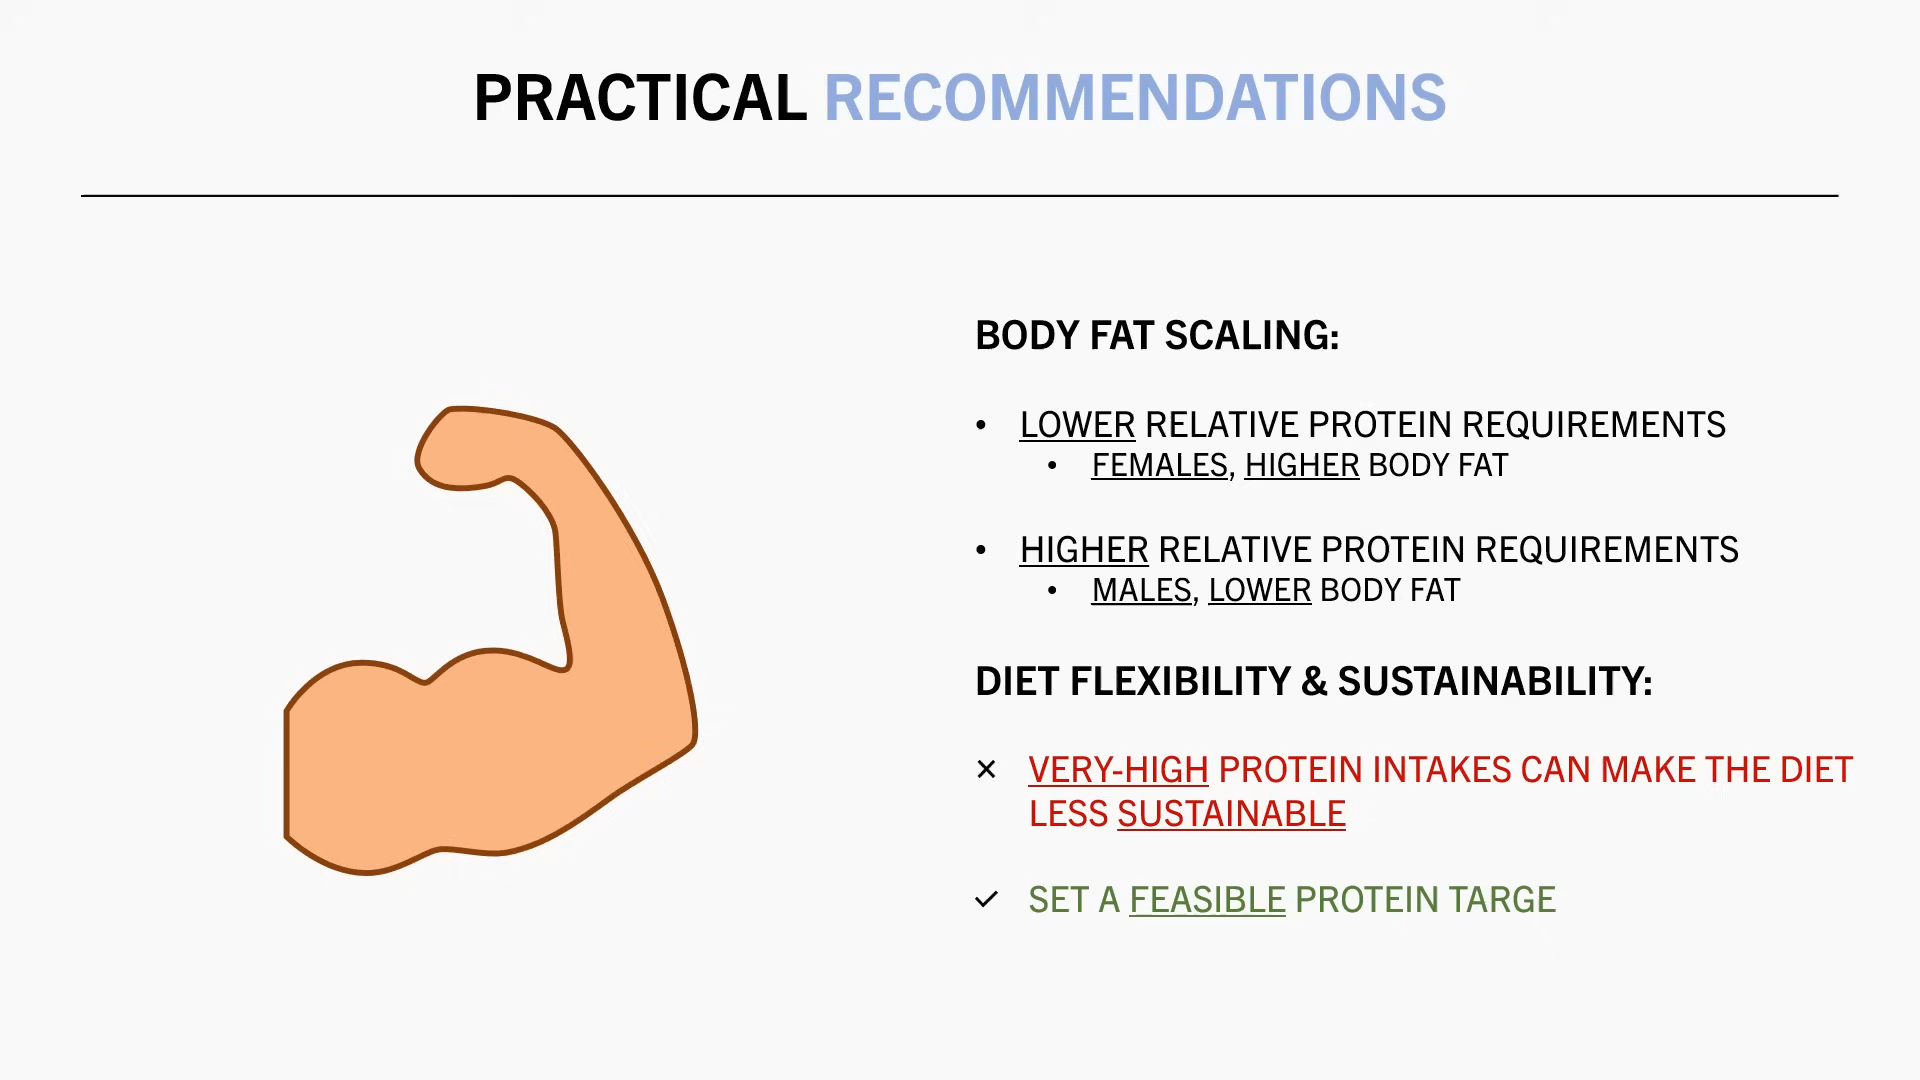 PRACTICAL RECOMMENDATIONS
BODY FAT SCALING:
• LOWER RELATIVE PROTEIN REQUIREMENTS
• FEMALES, HIGHER BODY FAT
• HIGHER RELATIVE PROTEIN REQUIREMENTS
• MALES, LOWER BODY FAT
DIET FLEXIBILITY & SUSTAINABILITY:
✕ VERY-HIGH PROTEIN INTAKES CAN MAKE THE DIET
LESS SUSTAINABLE
✓ SET A FEASIBLE PROTEIN TARGE